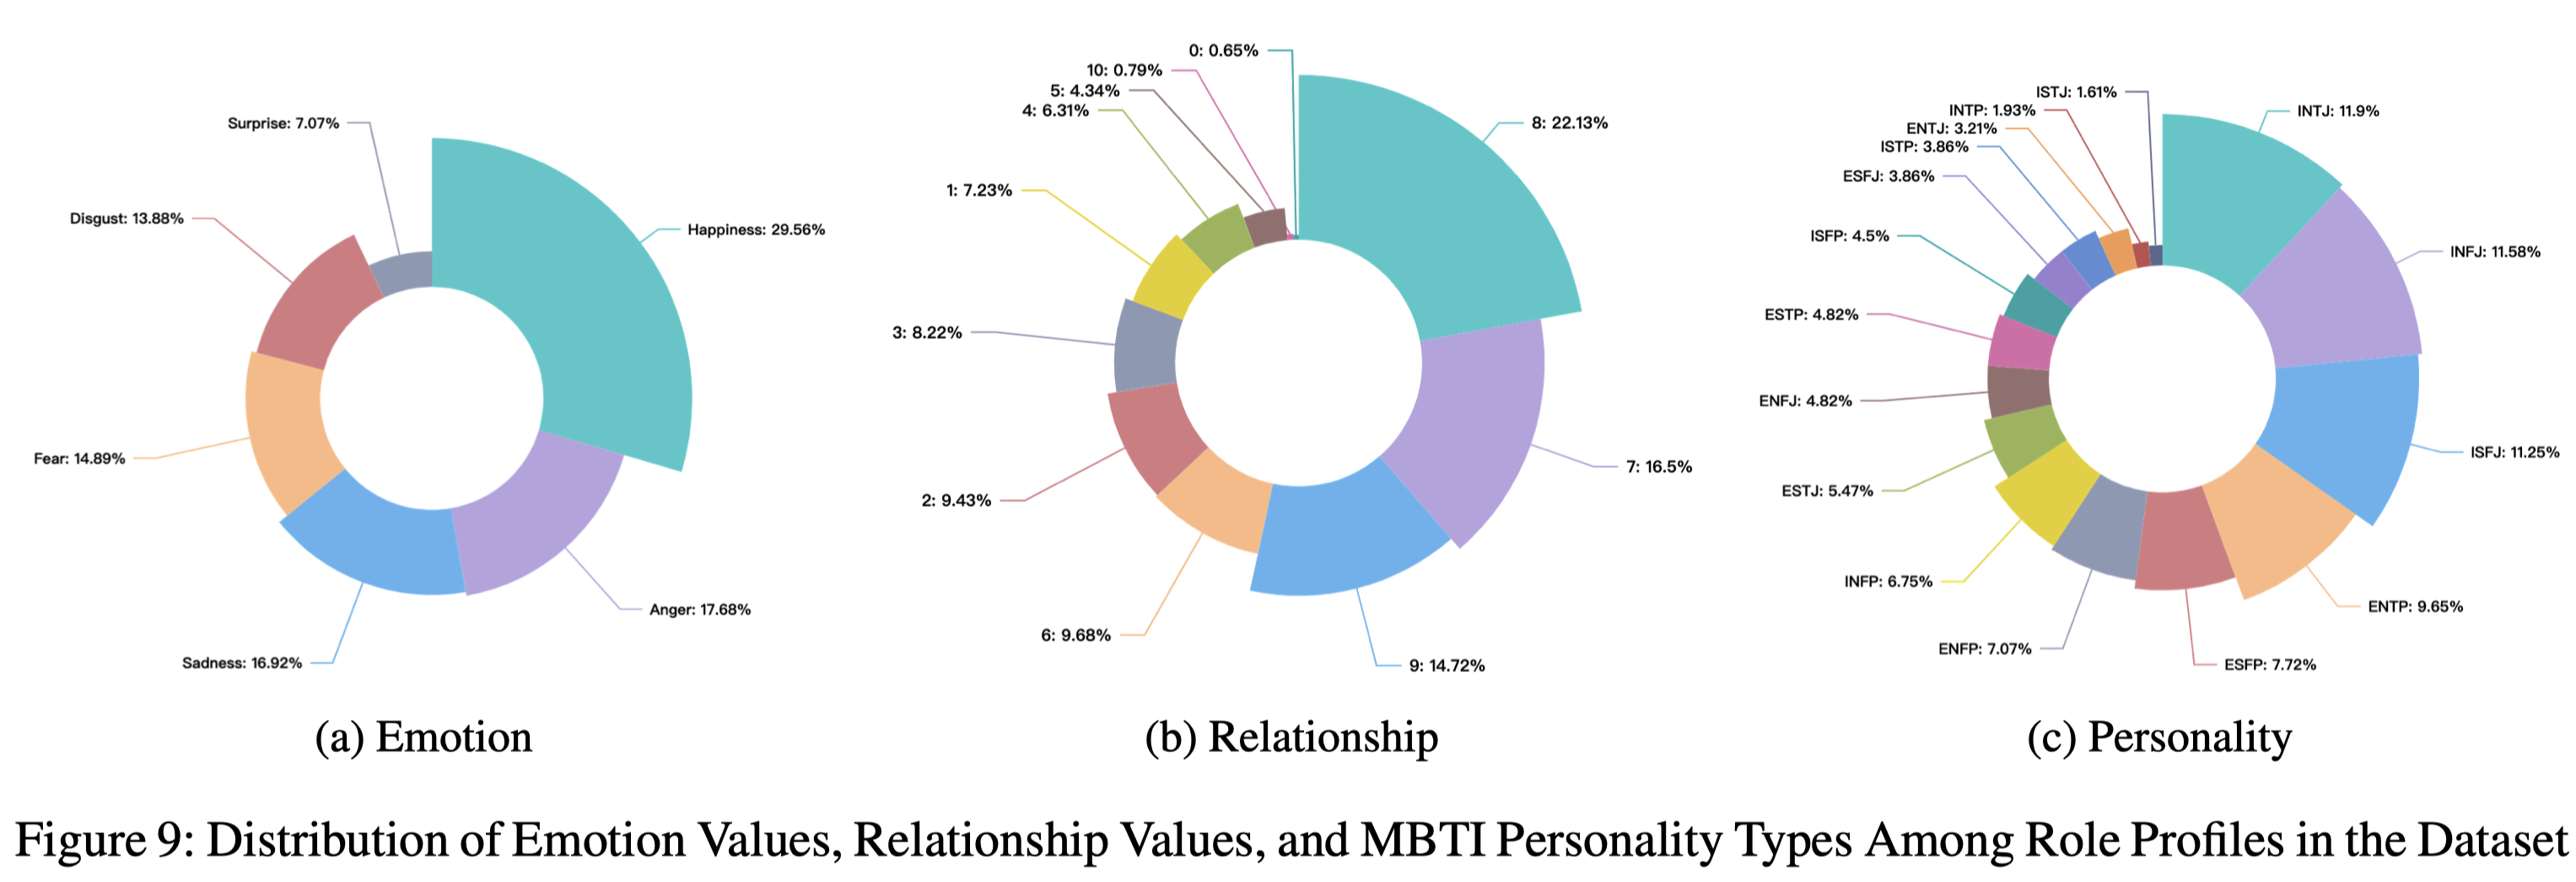 Surprise: 7.07%
Disgust: 13.88%
Happiness: 29.56%
Fear: 14.89%
Anger: 17.68%
Sadness: 16.92%
(a) Emotion
0: 0.65%
10: 0.79%
5: 4.34%
4: 6.31%
8: 22.13%
1: 7.23%
3: 8.22%
7: 16.5%
2: 9.43%
6: 9.68%
9: 14.72%
(b) Relationship
ISTJ: 1.61%
INTP: 1.93%
INTJ: 11.9%
ENTJ: 3.21%
ISTP: 3.86%
ESFJ: 3.86%
ISFP: 4.5%
INFJ: 11.58%
ESTP: 4.82%
ENFJ: 4.82%
ISFJ: 11.25%
ESTJ: 5.47%
INFP: 6.75%
ENTP: 9.65%
ENFP: 7.07%
ESFP: 7.72%
(c) Personality
Figure 9: Distribution of Emotion Values, Relationship Values, and MBTI Personality Types Among Role Profiles in the Dataset